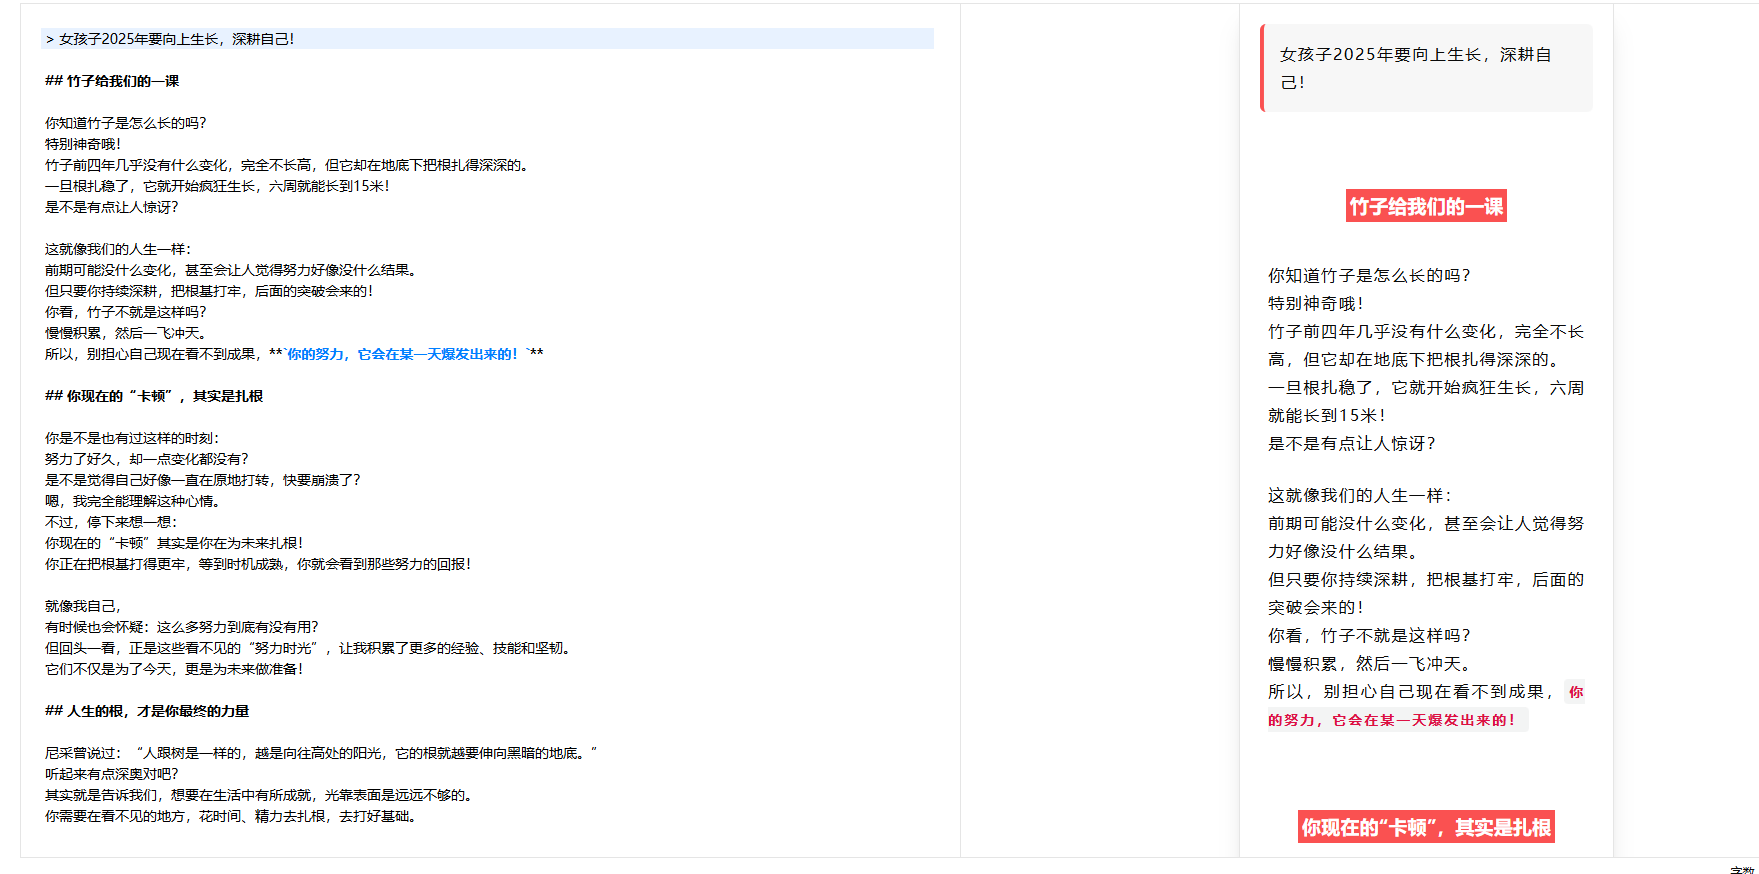 > 女孩子2025年要向上生长，深耕自己！
## 竹子给我们的一课
你知道竹子是怎么长的吗？
特别神奇哦！
竹子前四年几乎没有什么变化，完全不长高，但它却在地底下把根扎得深深的。
一旦根扎稳了，它就开始疯狂生长，六周就能长到15米！
是不是有点让人惊讶？
这就像我们的人生一样：
前期可能没什么变化，甚至会让人觉得努力好像没什么结果。
但只要你持续深耕，把根基打牢，后面的突破会来的！
你看，竹子不就是这样吗？
慢慢积累，然后一飞冲天。
所以，别担心自己现在看不到成果，**`你的努力，它会在某一天爆发出来的！`**
## 你现在的“卡顿”，其实是扎根
你是不是也有过这样的时刻：
努力了好久，却一点变化都没有？
是不是觉得自己好像一直在原地打转，快要崩溃了？
嗯，我完全能理解这种心情。
不过，停下来想一想：
你现在的“卡顿”其实是你在为未来扎根！
你正在把根基打得更牢，等到时机成熟，你就会看到那些努力的回报！
就像我自己，
有时候也会怀疑：这么多努力到底有没有用？
但回头一看，正是这些看不见的“努力时光”，让我积累了更多的经验、技能和坚韧。
它们不仅是为了今天，更是为未来做准备！
## 人生的根，才是你最终的力量
尼采曾说过：“人跟树是一样的，越是向往高处的阳光，它的根就越要伸向黑暗的地底。”
听起来有点深奥对吧？
其实就是告诉我们，想要在生活中有所成就，光靠表面是远远不够的。
你需要在看不见的地方，花时间、精力去扎根，去打好基础。
女孩子2025年要向上生长，深耕自
己！
竹子给我们的一课
你知道竹子是怎么长的吗？
特别神奇哦！
竹子前四年几乎没有什么变化，完全不长
高，但它却在地底下把根扎得深深的。
一旦根扎稳了，它就开始疯狂生长，六周
就能长到15米！
是不是有点让人惊讶？
这就像我们的人生一样：
前期可能没什么变化，甚至会让人觉得努
力好像没什么结果。
但只要你持续深耕，把根基打牢，后面的
突破会来的！
你看，竹子不就是这样吗？
慢慢积累，然后一飞冲天。
所以，别担心自己现在看不到成果，你
的努力，它会在某一天爆发出来的！
你现在的“卡顿”，其实是扎根
字数